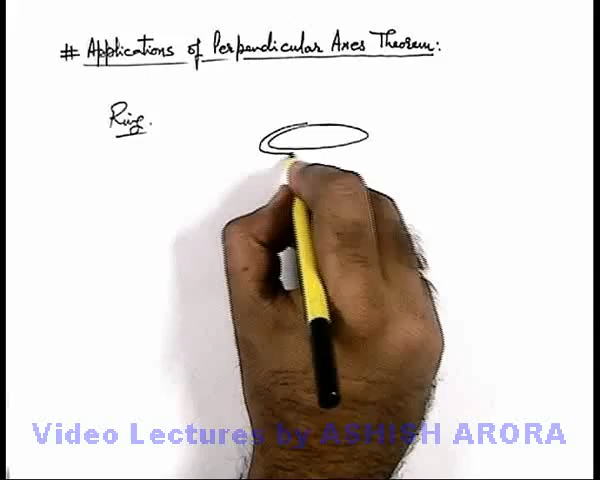 # Applications of Perpendicular Axes Theorem:
Ring.
Video Lectures by ASHISH ARORA